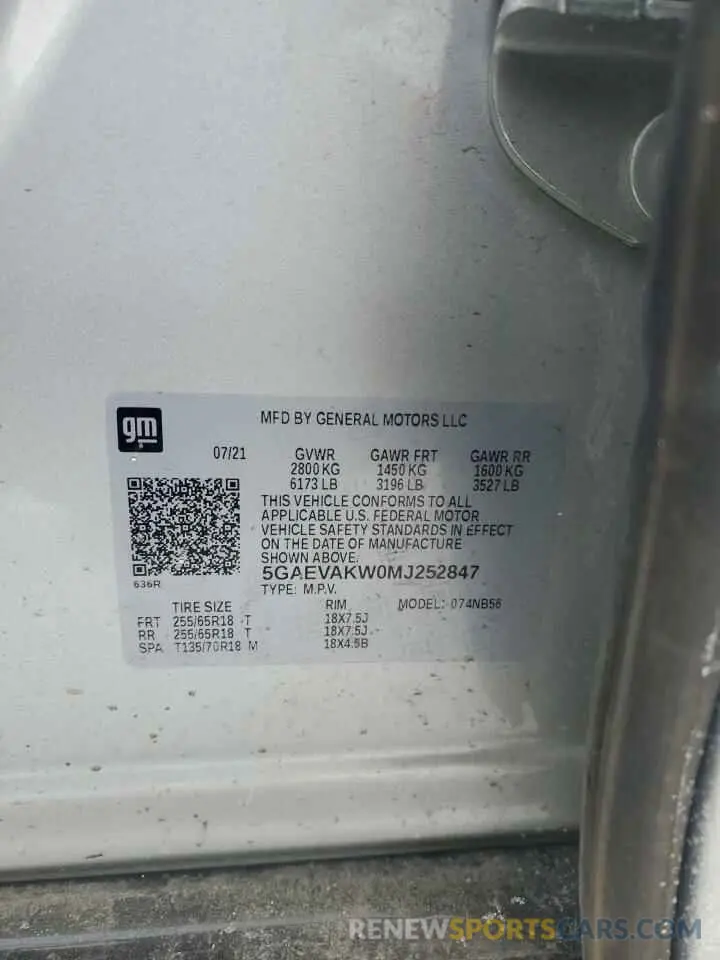 gm
MFD BY GENERAL MOTORS LLC
07/21 GVWR GAWR FRT GAWR RR
2800 KG 1450 KG 1600 KG
6173 LB 3196 LB 3527 LB
THIS VEHICLE CONFORMS TO ALL
APPLICABLE U.S. FEDERAL MOTOR
VEHICLE SAFETY STANDARDS IN EFFECT
ON THE DATE OF MANUFACTURE
SHOWN ABOVE.
5GAEVAKW0MJ252847
636R
TYPE: M.P.V.
TIRE SIZE RIM MODEL: 074NB56
FRT 255/65R18 T 18X7.5J
RR 255/65R18 T 18X7.5J
SPA T135/70R18 M 18X4.5B
RENEWSPORTSCARS.COM